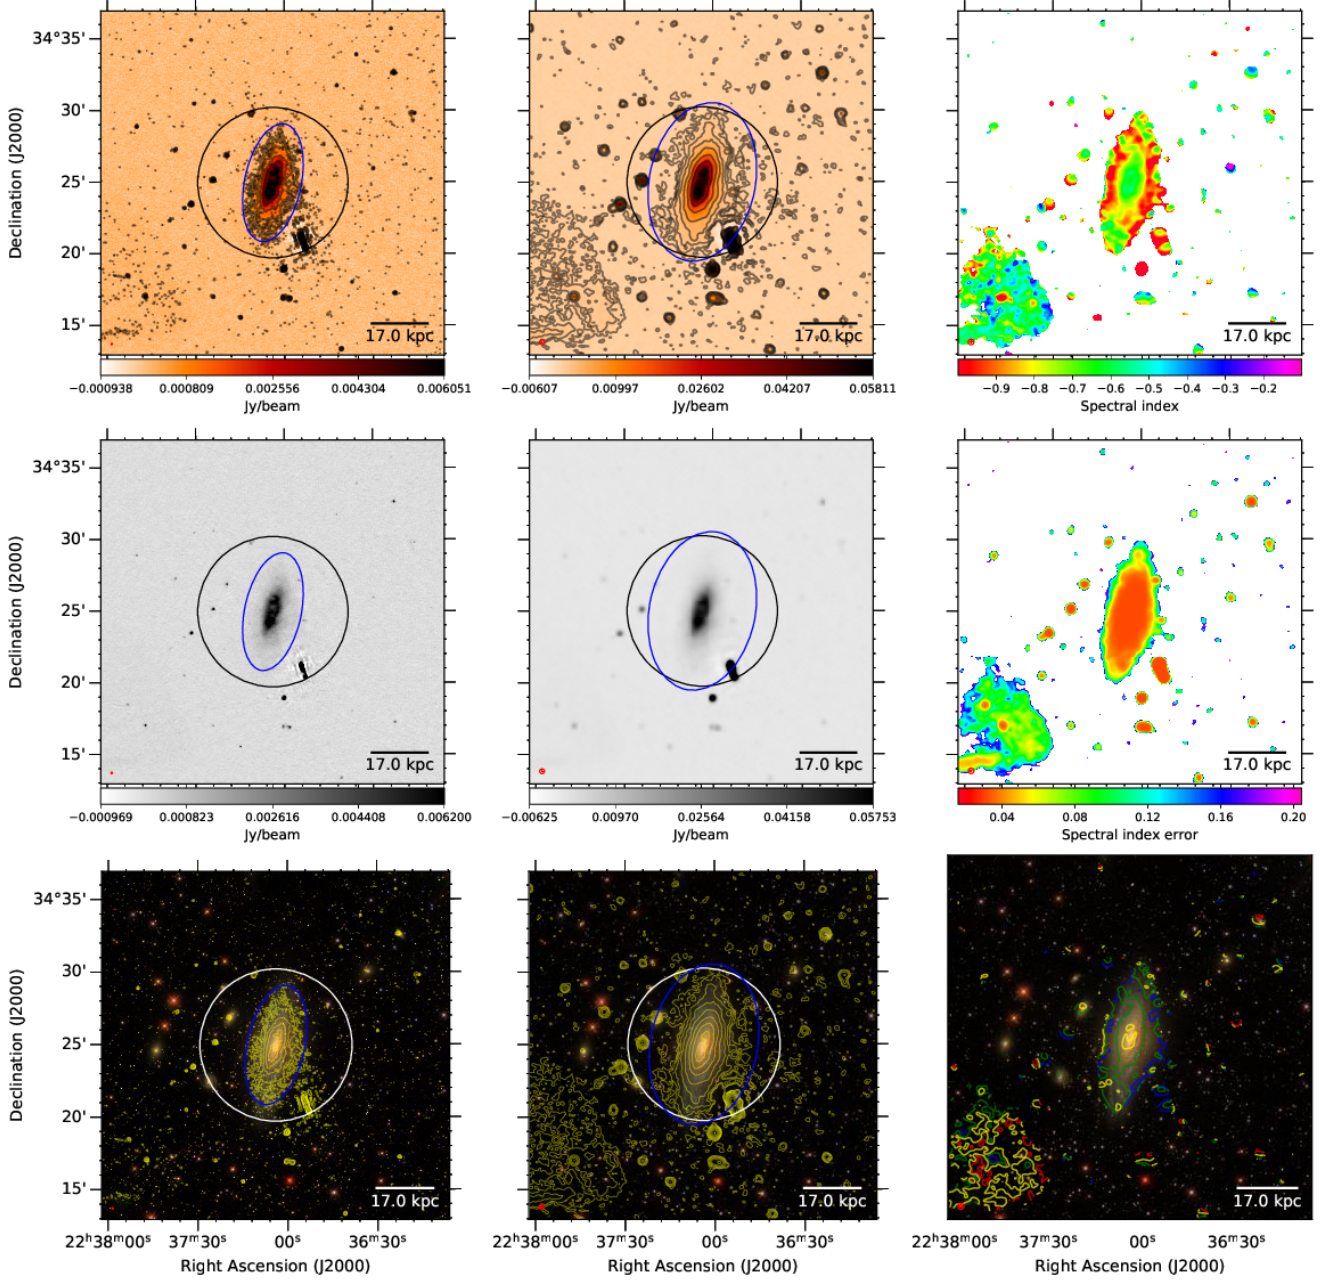 34°35'
30'
25'
20'
15'
Declination (J2000)
17.0 kpc
17.0 kpc
17.0 kpc
−0.000938 0.000809 0.002556 0.004304 0.006051
Jy/beam
−0.00607 0.00997 0.02602 0.04207 0.05811
Jy/beam
−0.9 −0.8 −0.7 −0.6 −0.5 −0.4 −0.3 −0.2
Spectral index
34°35'
30'
25'
20'
15'
Declination (J2000)
17.0 kpc
17.0 kpc
17.0 kpc
−0.000969 0.000823 0.002616 0.004408 0.006200
Jy/beam
−0.00625 0.00970 0.02564 0.04158 0.05753
Jy/beam
0.04 0.08 0.12 0.16 0.20
Spectral index error
34°35'
30'
25'
20'
15'
Declination (J2000)
17.0 kpc
17.0 kpc
17.0 kpc
22ʰ38ᵐ00ˢ 37ᵐ30ˢ 00ˢ 36ᵐ30ˢ
Right Ascension (J2000)
22ʰ38ᵐ00ˢ 37ᵐ30ˢ 00ˢ 36ᵐ30ˢ
Right Ascension (J2000)
22ʰ38ᵐ00ˢ 37ᵐ30ˢ 00ˢ 36ᵐ30ˢ
Right Ascension (J2000)